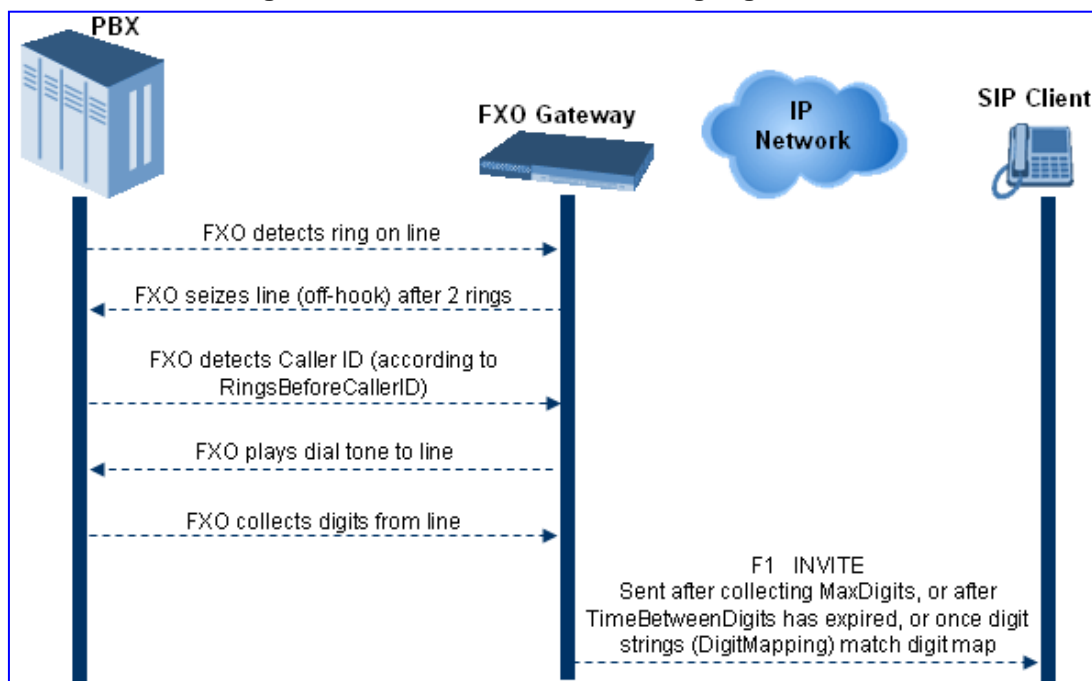 PBX
FXO Gateway
IP
Network
SIP Client
FXO detects ring on line
FXO seizes line (off-hook) after 2 rings
FXO detects Caller ID (according to
RingsBeforeCallerID)
FXO plays dial tone to line
FXO collects digits from line
F1 INVITE
Sent after collecting MaxDigits, or after
TimeBetweenDigits has expired, or once digit
strings (DigitMapping) match digit map